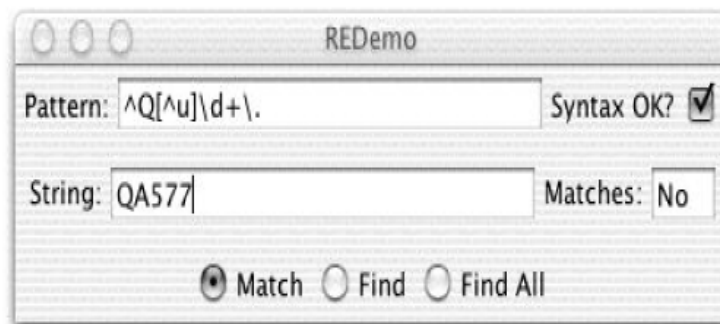 REDemo
Pattern: ^Q[^u]\d+\. Syntax OK?
String: QA577 Matches: No
Match Find Find All